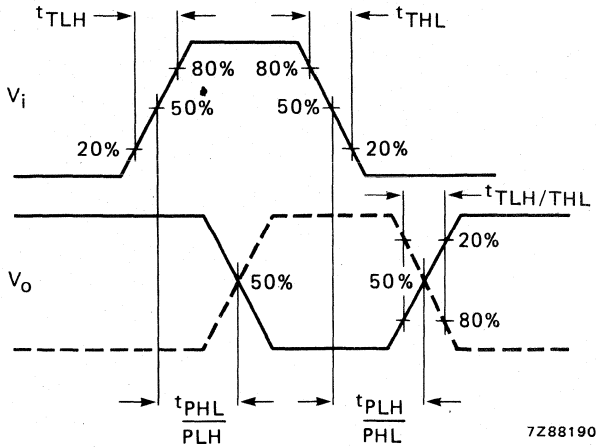 tTLH
tTHL
Vi
80%
80%
50%
50%
20%
20%
tTLH/THL
Vo
20%
50%
50%
80%
tPHL
PLH
tPLH
PHL
7Z88190